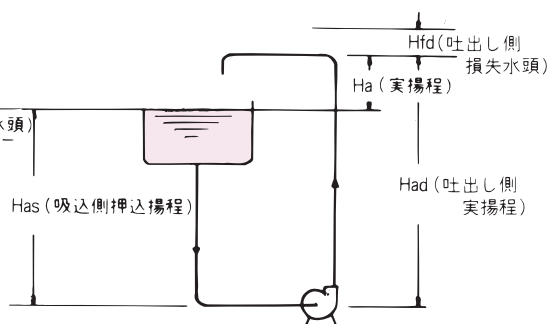 Hfd(吐出し側
損失水頭)
Ha(実揚程)
水頭)
Had(吐出し側
実揚程)
Has(吸込側押込揚程)